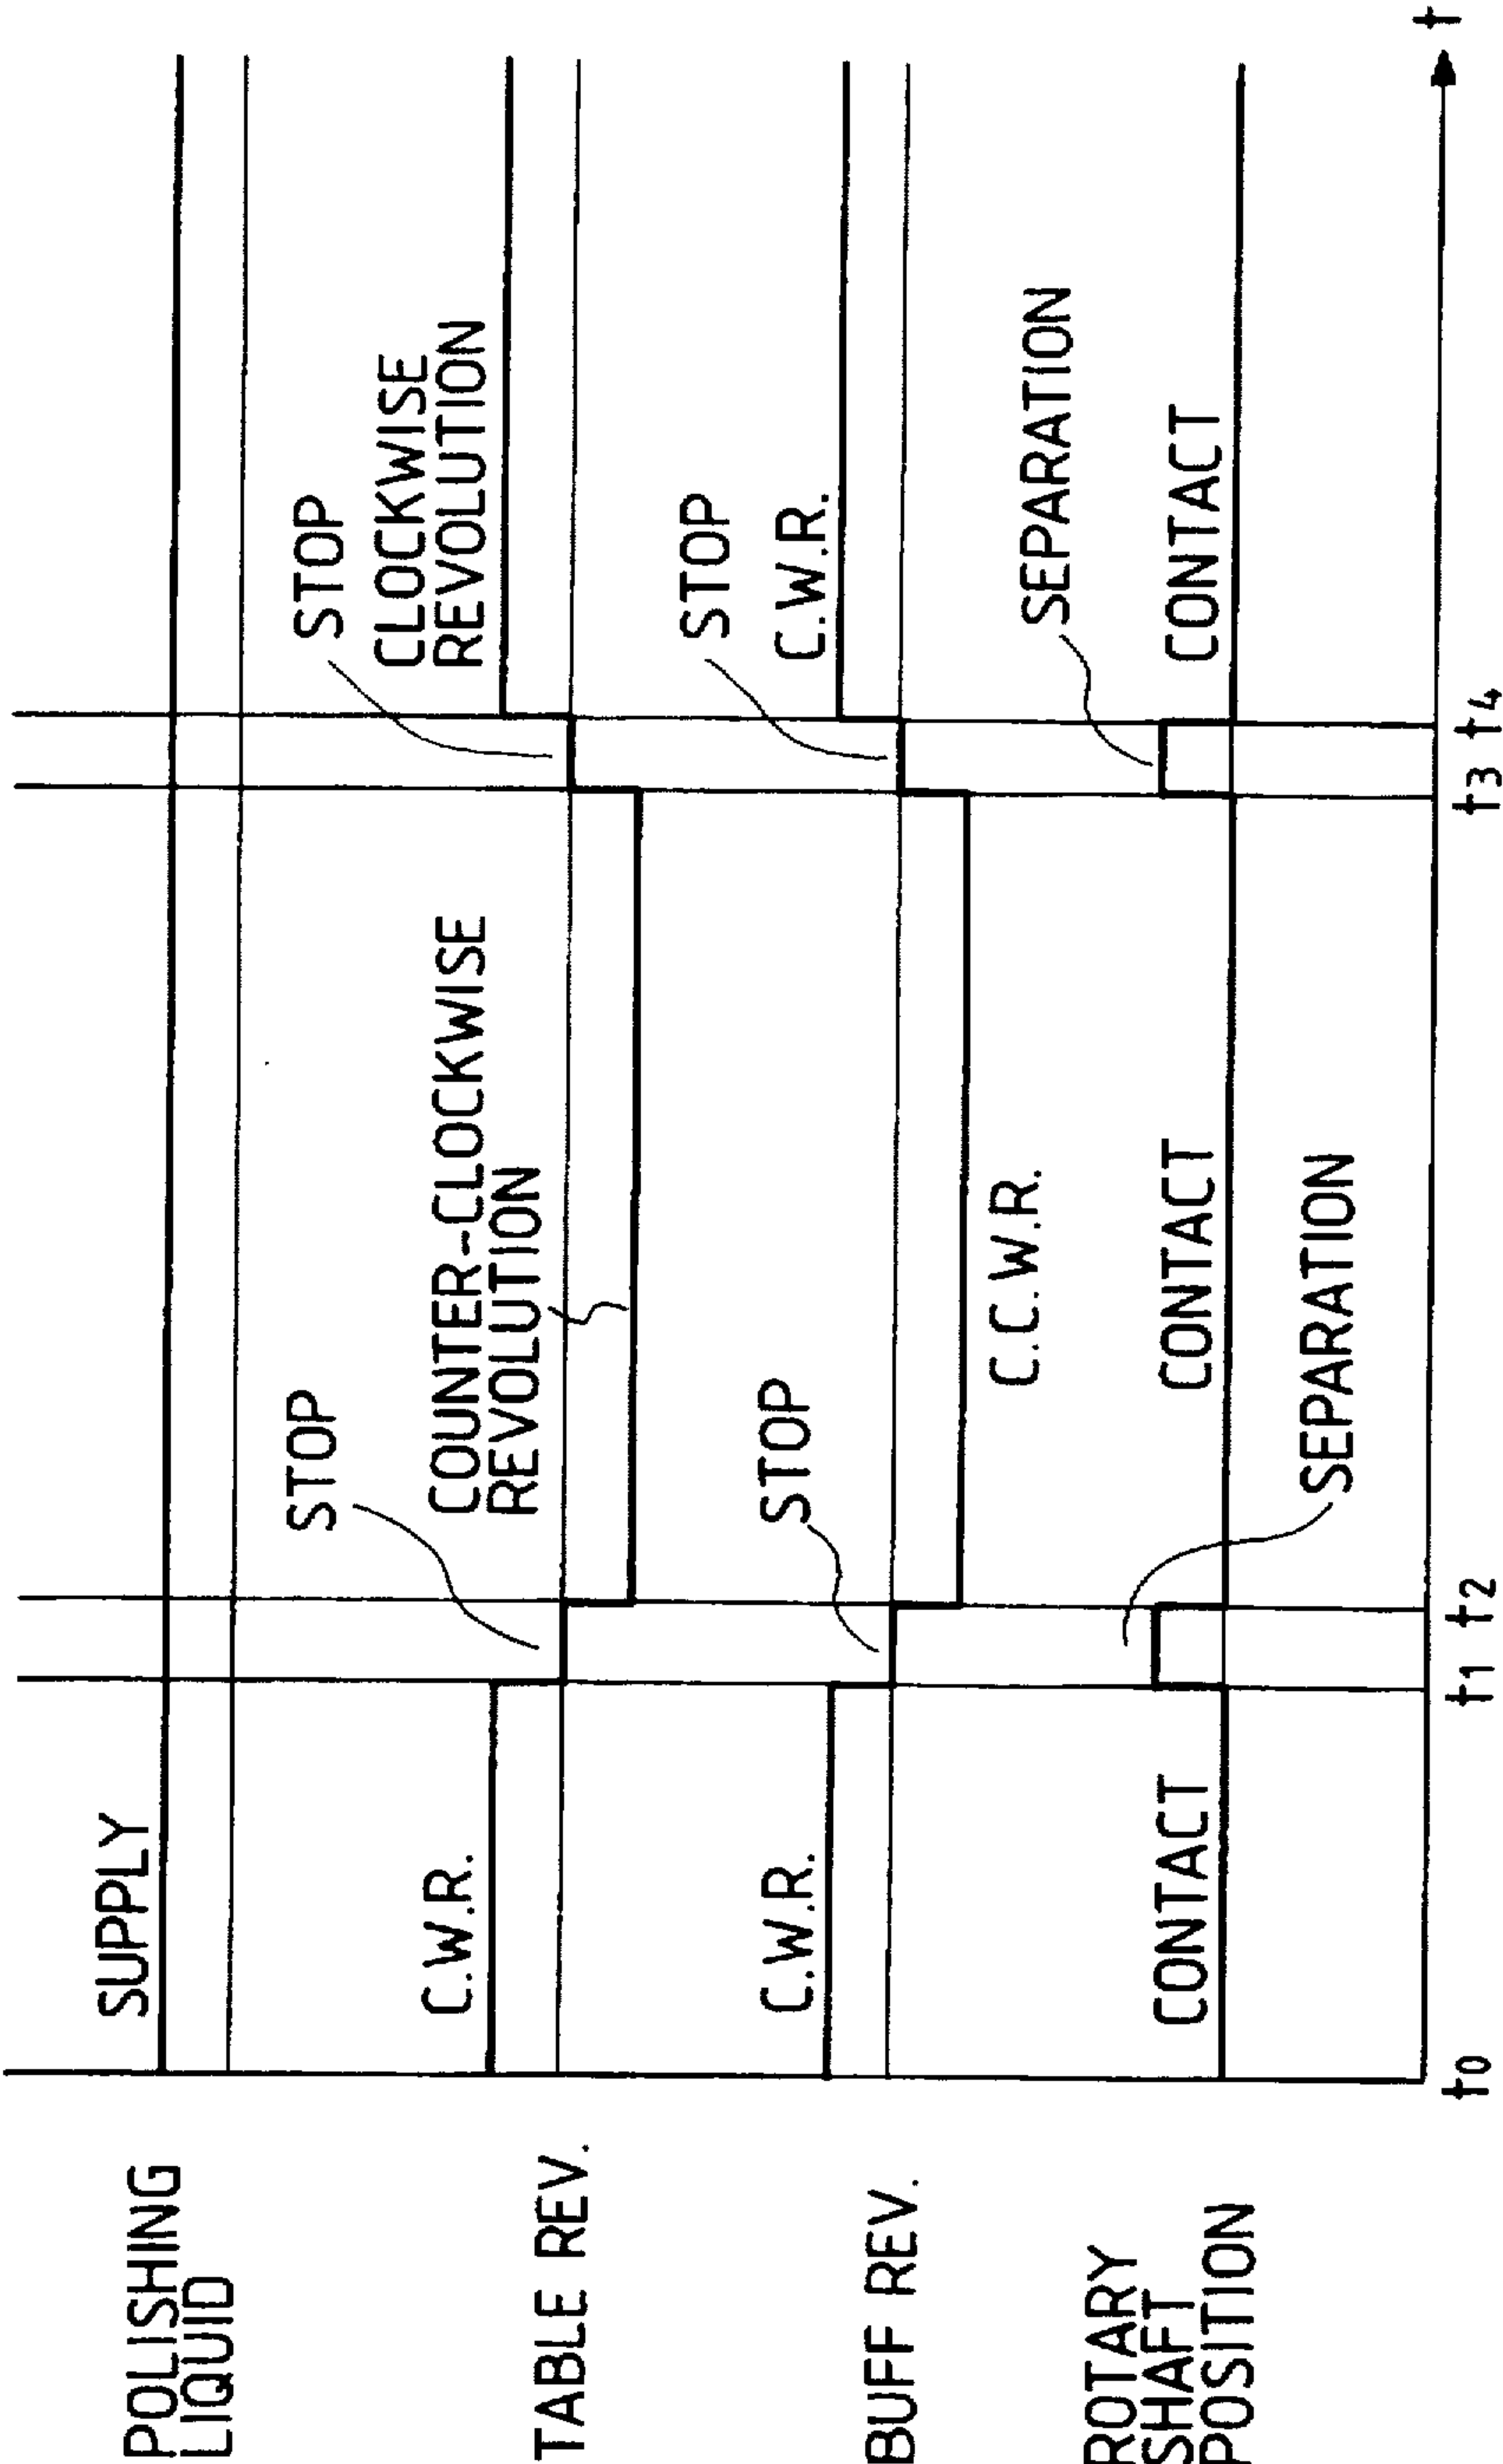 POLISHING
LIQUID
SUPPLY
TABLE REV.
C.W.R.
STOP
COUNTER-CLOCKWISE
REVOLUTION
STOP
CLOCKWISE
REVOLUTION
BUFF REV.
C.W.R.
STOP
C.C.W.R.
STOP
C.W.R.
ROTARY
SHAFT
POSITION
CONTACT
SEPARATION
CONTACT
SEPARATION
CONTACT
t0 t1 t2 t3 t4 t